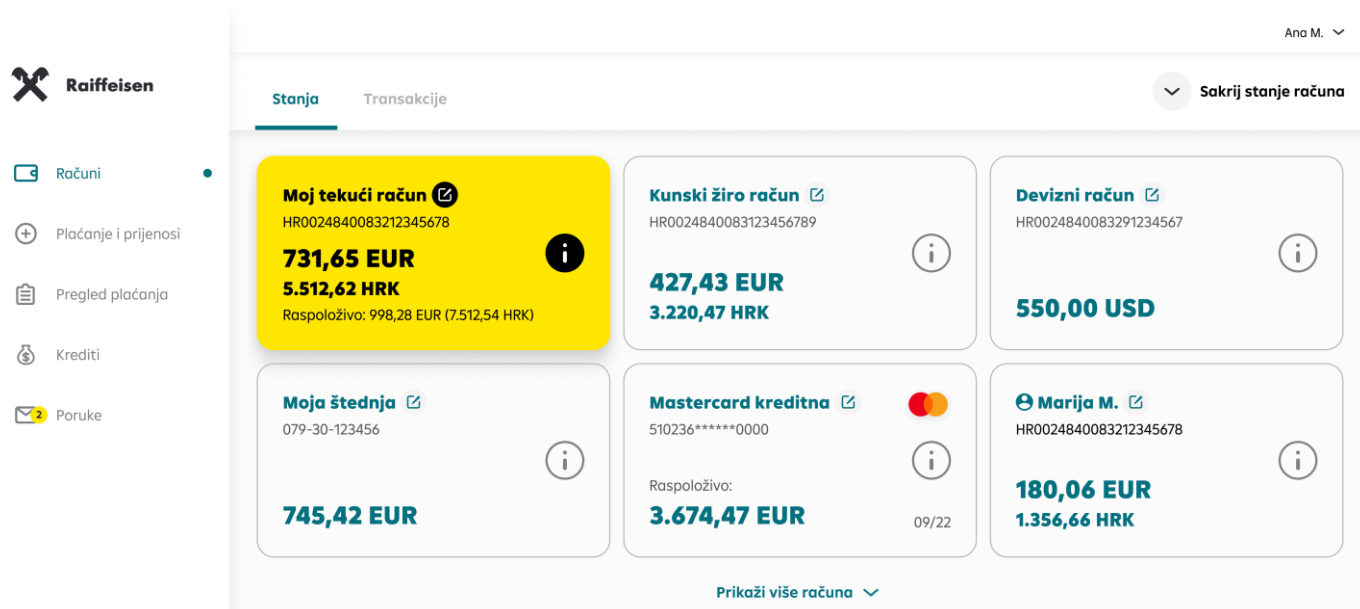 Ana M.
Raiffeisen
Stanja
Transakcije
Sakrij stanje računa
Računi
Plaćanje i prijenosi
Pregled plaćanja
Krediti
2
Poruke
Moj tekući račun
HR0024840083212345678
731,65 EUR
5.512,62 HRK
Raspoloživo: 998,28 EUR (7.512,54 HRK)
Kunski žiro račun
HR0024840083123456789
427,43 EUR
3.220,47 HRK
Devizni račun
HR0024840083291234567
550,00 USD
Moja štednja
079-30-123456
745,42 EUR
Mastercard kreditna
510236******0000
Raspoloživo:
3.674,47 EUR
09/22
Marija M.
HR0024840083212345678
180,06 EUR
1.356,66 HRK
Prikaži više računa